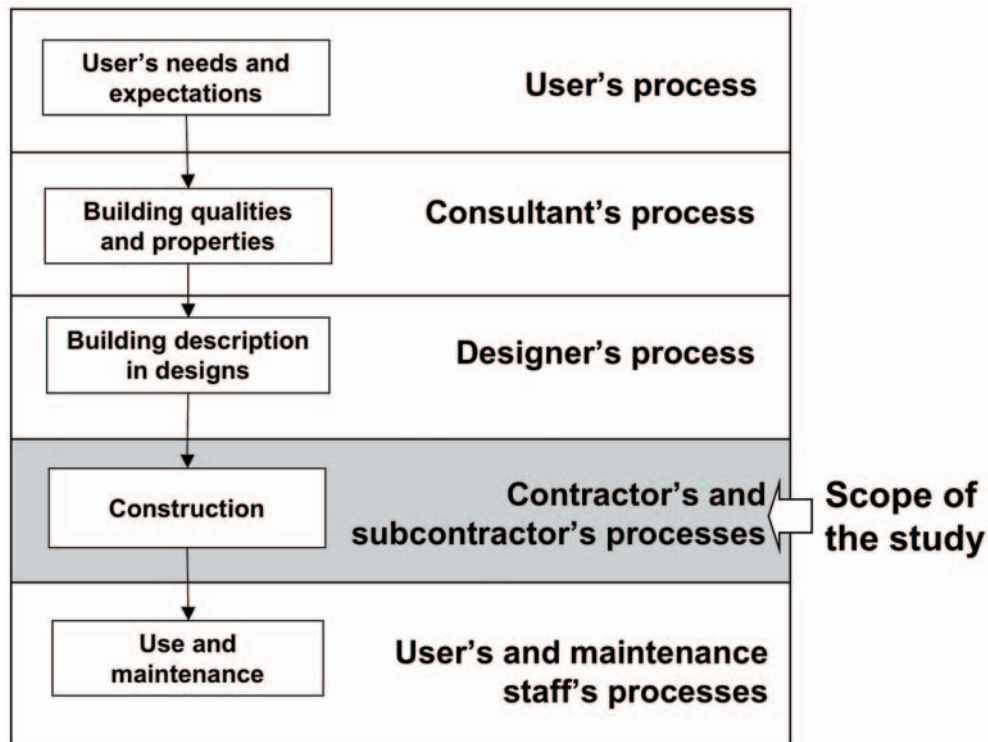 User's needs and
expectations
User's process
Building qualities
and properties
Consultant's process
Building description
in designs
Designer's process
Construction
Contractor's and
subcontractor's processes
Scope of
the study
Use and
maintenance
User's and maintenance
staff's processes